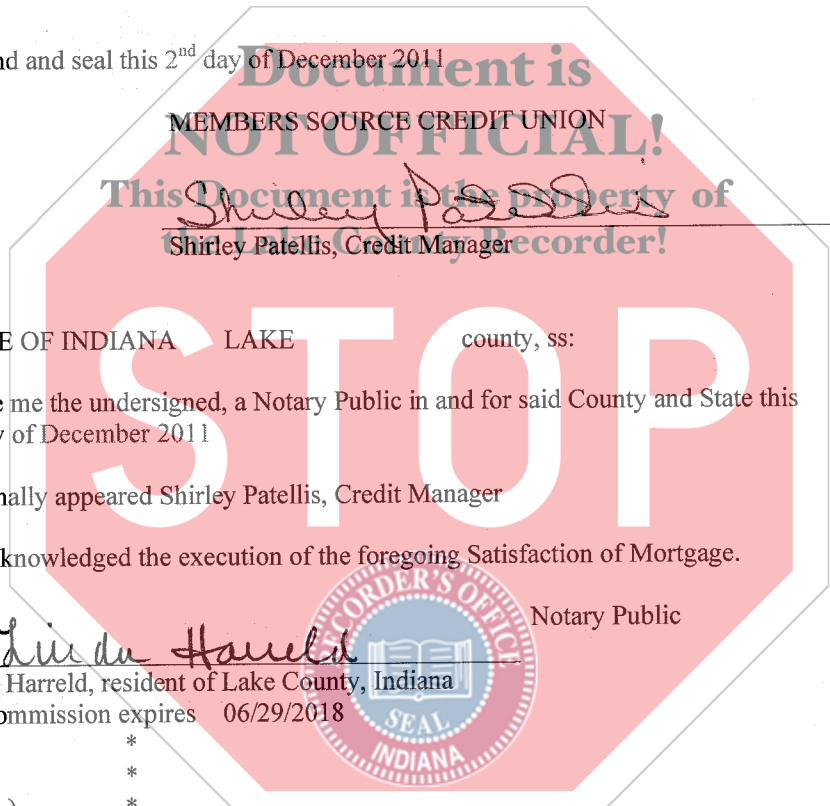 nd and seal this 2nd day of December 2011
Document is
MEMBERS SOURCE CREDIT UNION
NOT OFFICIAL!
This Document is the property of
Shirley Patellis
the Lake County Recorder!
Shirley Patellis, Credit Manager
STOP
E OF INDIANA LAKE county, ss:
e me the undersigned, a Notary Public in and for said County and State this
y of December 2011
nally appeared Shirley Patellis, Credit Manager
knowledged the execution of the foregoing Satisfaction of Mortgage.
RECORDER'S OFFICE
Notary Public
Linda Harreld
Harreld, resident of Lake County, Indiana
ommission expires 06/29/2018
SEAL
INDIANA
*
*
) *